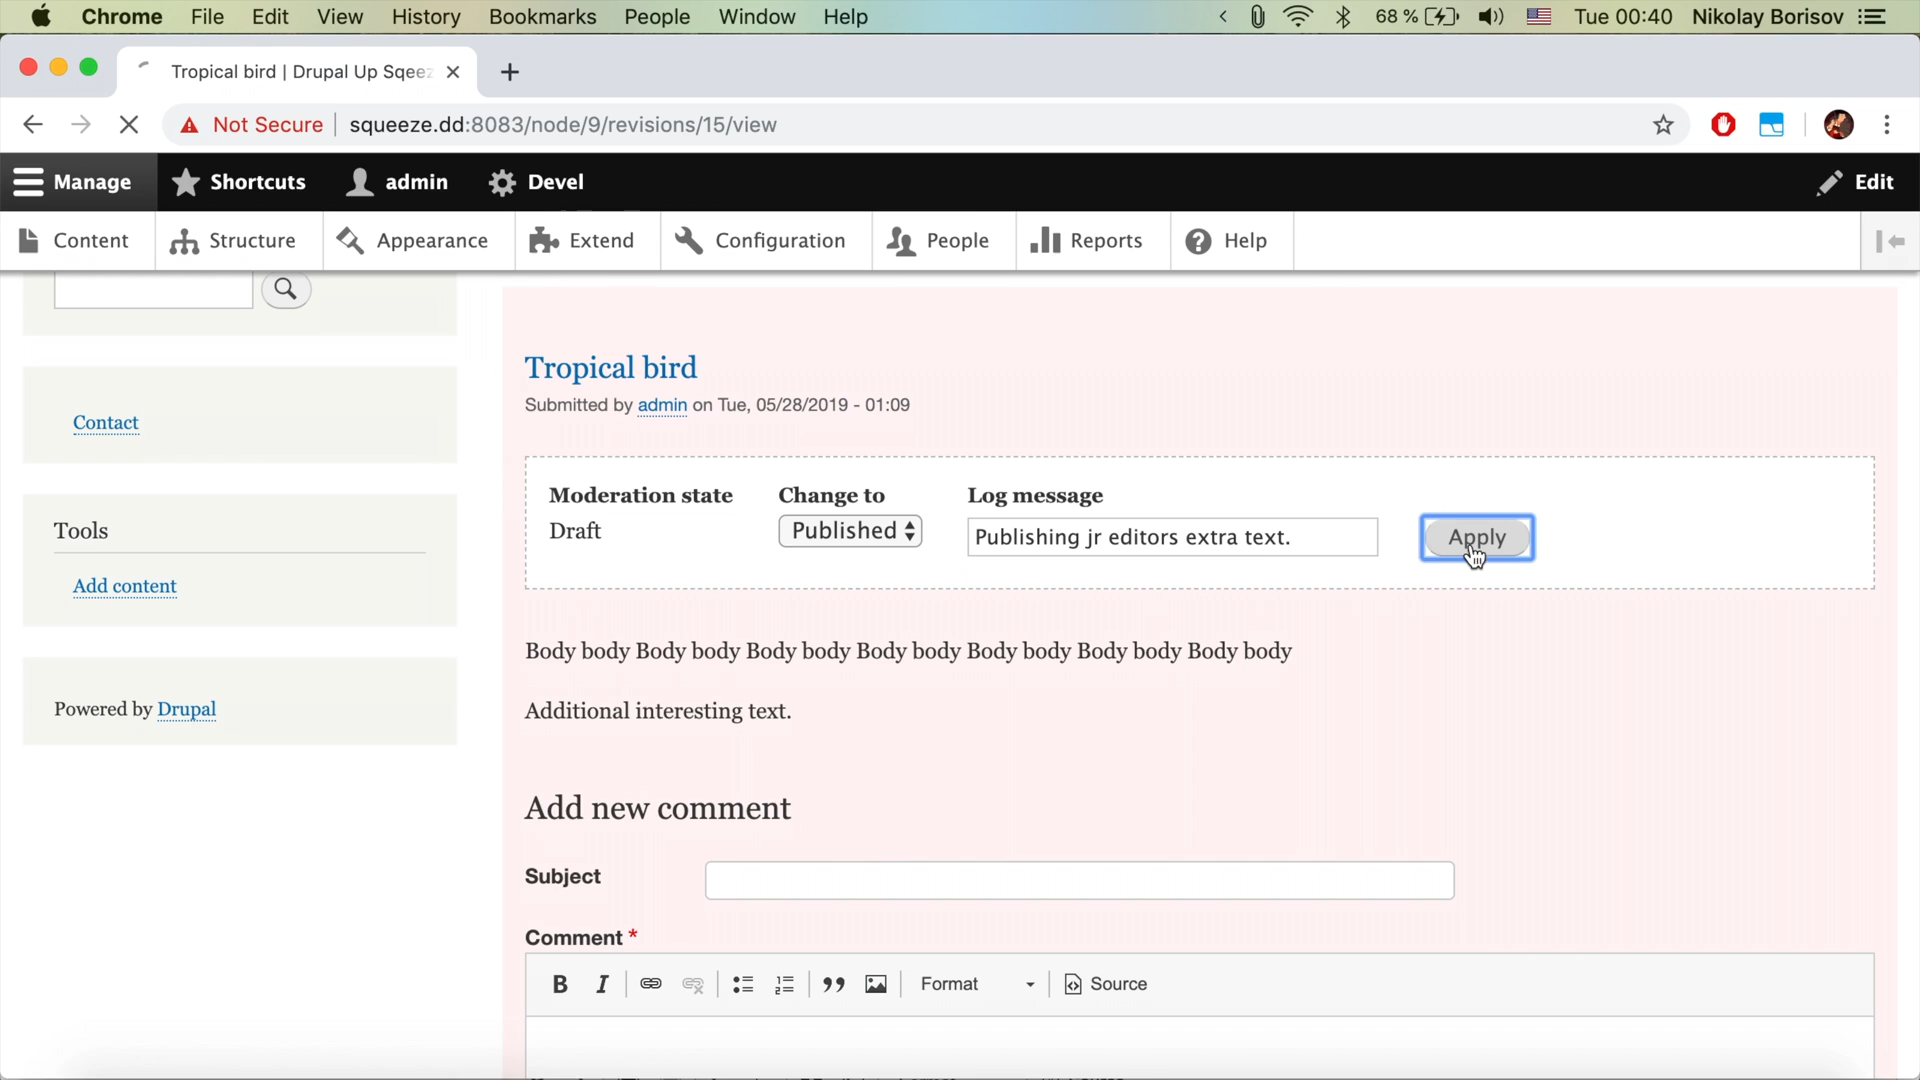 Chrome File Edit View History Bookmarks People Window Help 68 % Tue 00:40 Nikolay Borisov
Tropical bird | Drupal Up Sqeez
Not Secure squeeze.dd:8083/node/9/revisions/15/view
Manage Shortcuts admin Devel Edit
Content Structure Appearance Extend Configuration People Reports Help
Tropical bird
Submitted by admin on Tue, 05/28/2019 - 01:09
Contact
Moderation state Change to Log message
Draft Published Publishing jr editors extra text. Apply
Tools
Add content
Body body Body body Body body Body body Body body Body body Body body
Additional interesting text.
Powered by Drupal
Add new comment
Subject
Comment *
B I Format Source